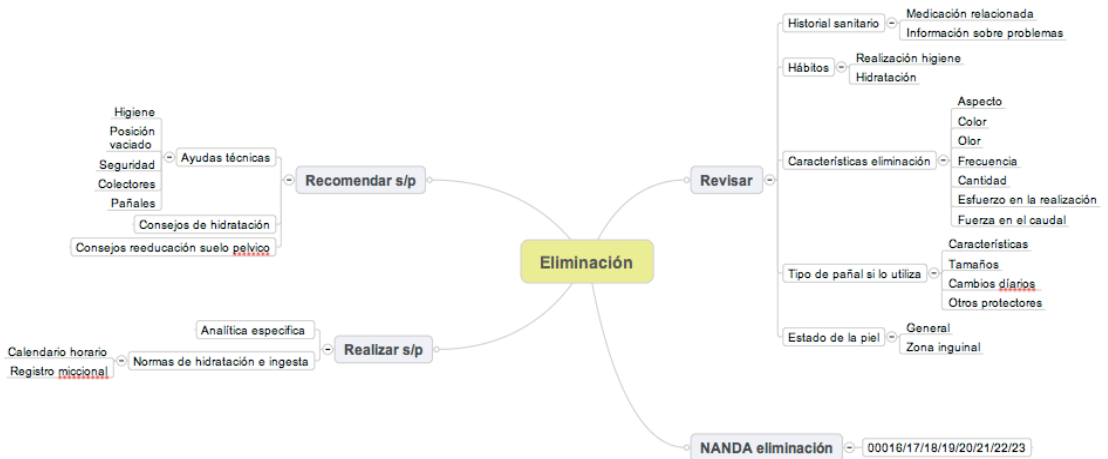 Eliminación
Recomendar s/p
Ayudas técnicas
Higiene
Posición
vaciado
Seguridad
Colectores
Pañales
Consejos de hidratación
Consejos reeducación suelo pelvico
Realizar s/p
Analítica especifica
Normas de hidratación e ingesta
Calendario horario
Registro miccional
Revisar
Historial sanitario
Medicación relacionada
Información sobre problemas
Hábitos
Realización higiene
Hidratación
Características eliminación
Aspecto
Color
Olor
Frecuencia
Cantidad
Esfuerzo en la realización
Fuerza en el caudal
Tipo de pañal si lo utiliza
Características
Tamaños
Cambios díarios
Otros protectores
Estado de la piel
General
Zona inguinal
NANDA eliminación
00016/17/18/19/20/21/22/23